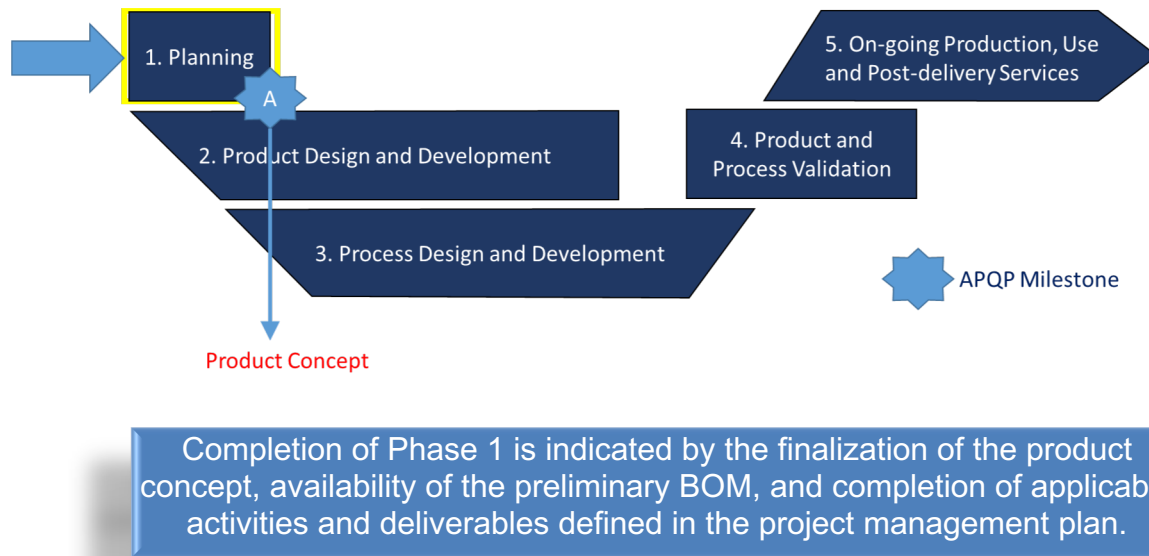 1. Planning
A
2. Product Design and Development
3. Process Design and Development
4. Product and
Process Validation
5. On-going Production, Use
and Post-delivery Services
APQP Milestone
Product Concept
Completion of Phase 1 is indicated by the finalization of the product
concept, availability of the preliminary BOM, and completion of applicab
activities and deliverables defined in the project management plan.